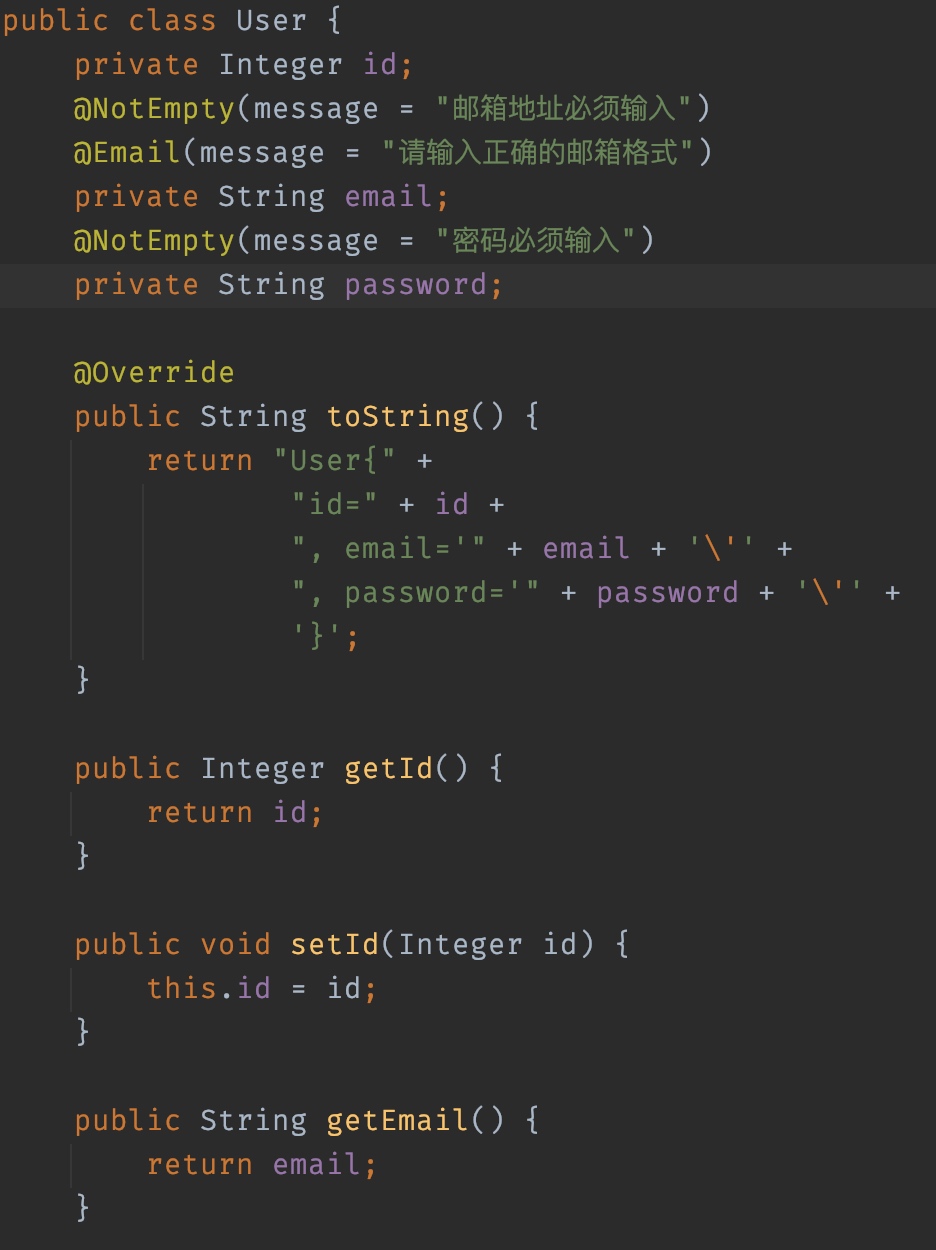 public class User {
    private Integer id;
    @NotEmpty(message = "邮箱地址必须输入")
    @Email(message = "请输入正确的邮箱格式")
    private String email;
    @NotEmpty(message = "密码必须输入")
    private String password;

    @Override
    public String toString() {
        return "User{" +
                "id=" + id +
                ", email='" + email + '\'' +
                ", password='" + password + '\'' +
                '}';
    }

    public Integer getId() {
        return id;
    }

    public void setId(Integer id) {
        this.id = id;
    }

    public String getEmail() {
        return email;
    }